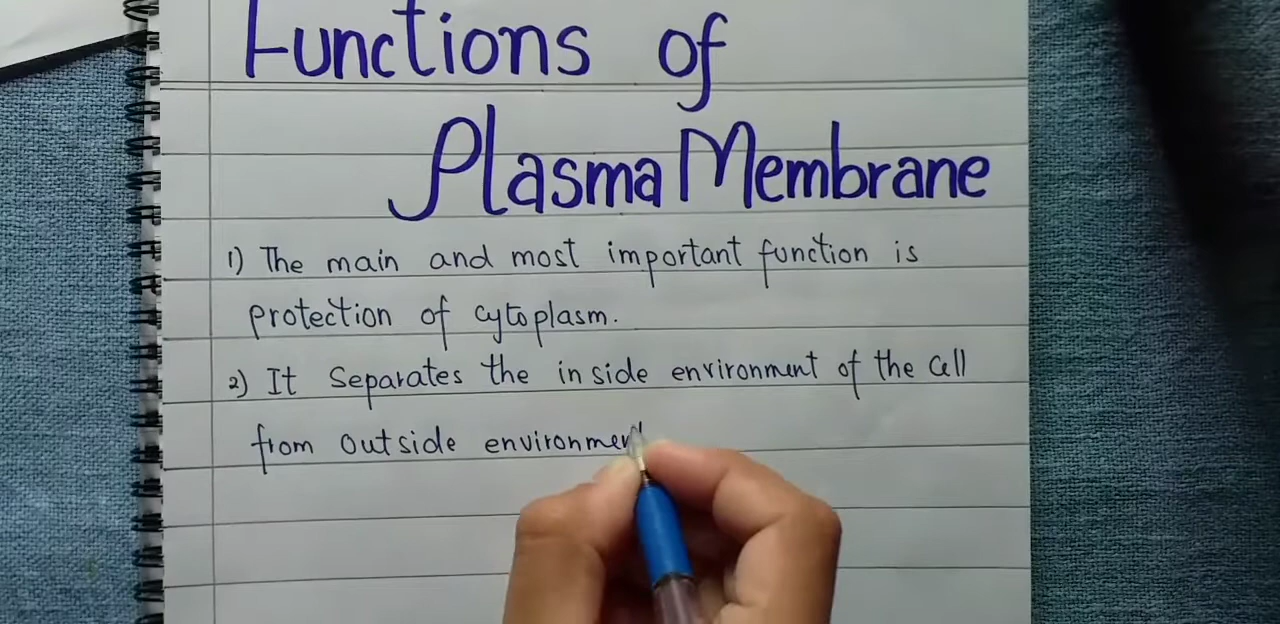 Functions of
Plasma Membrane
1) The main and most important function is
protection of cytoplasm.
2) It Separates the inside environment of the Cell
from outside environment